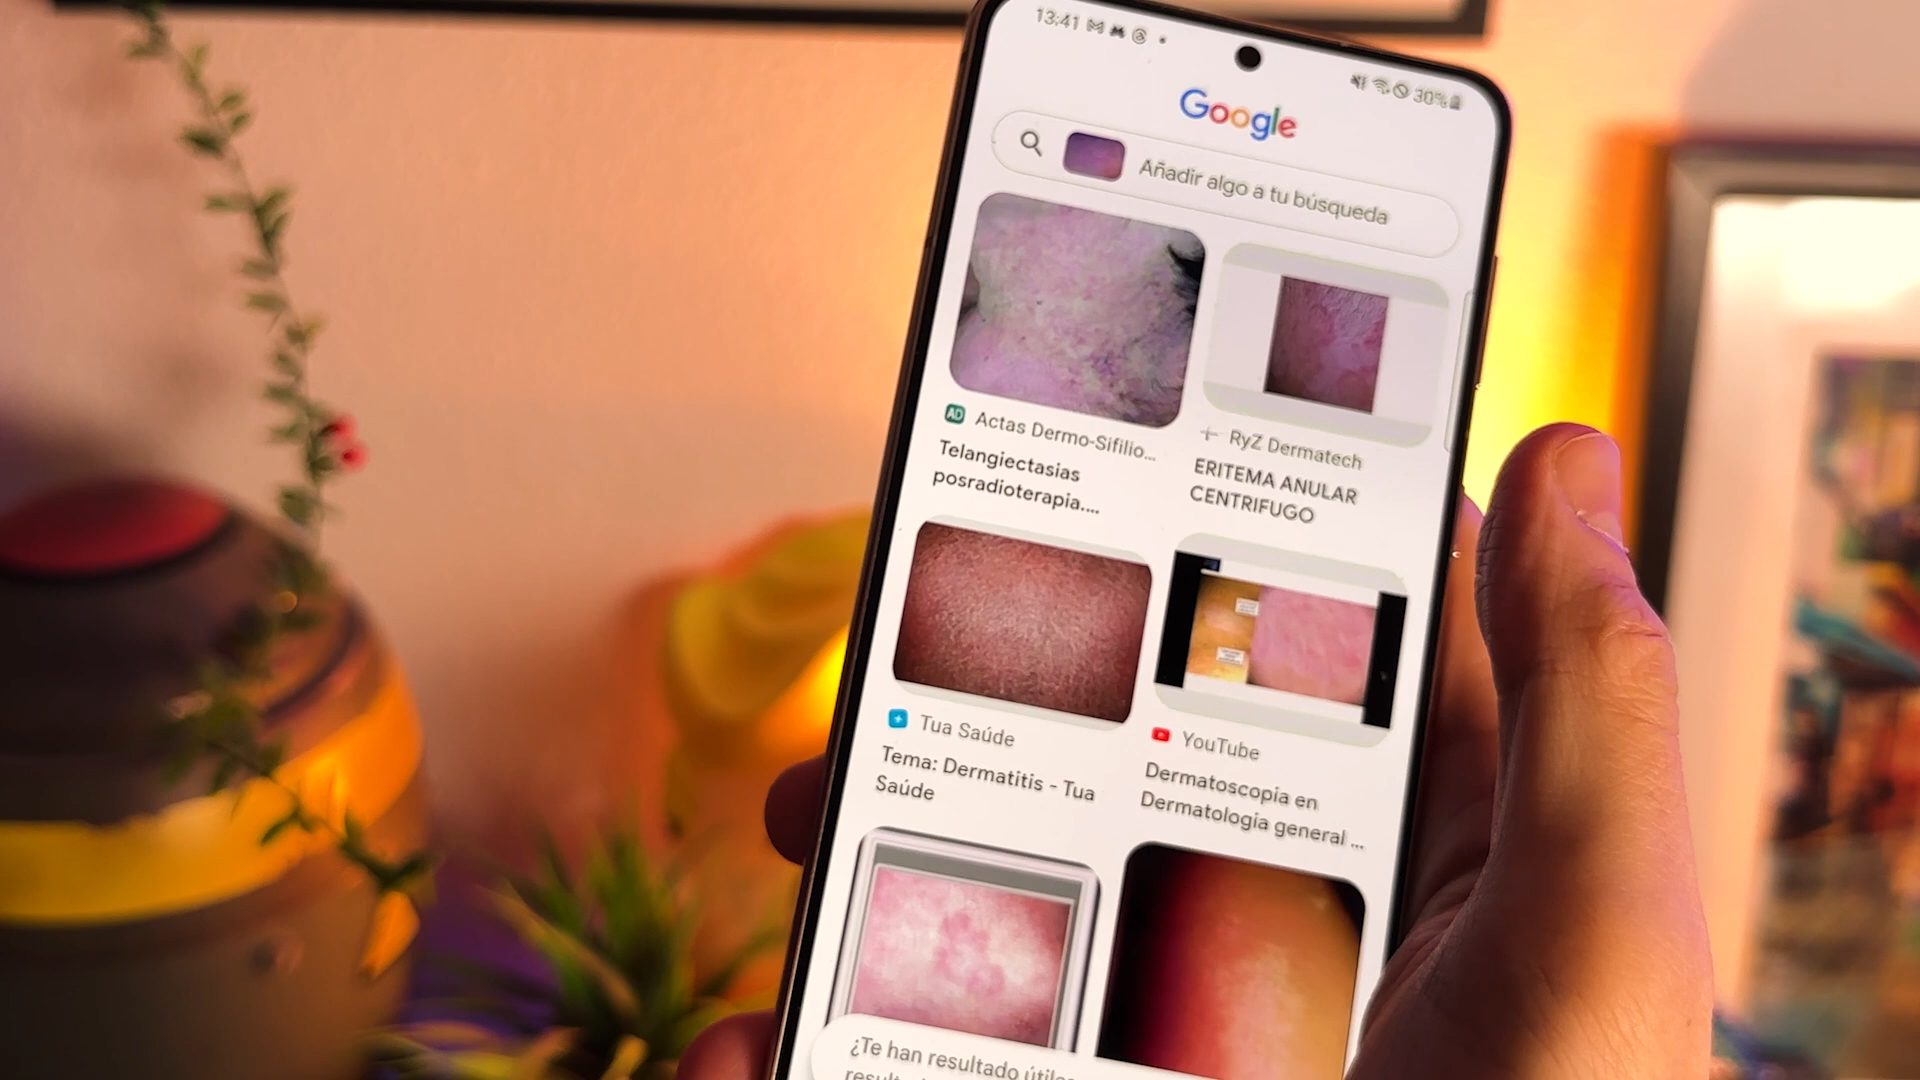 13:41
30%
Google
Añadir algo a tu búsqueda
AD Actas Dermo-Sifilio...
Telangiectasias
posradioterapia....
RyZ Dermatech
ERITEMA ANULAR
CENTRIFUGO
Tua Saúde
Tema: Dermatitis - Tua
Saúde
YouTube
Dermatoscopia en
Dermatologia general ...
¿Te han resultado útiles